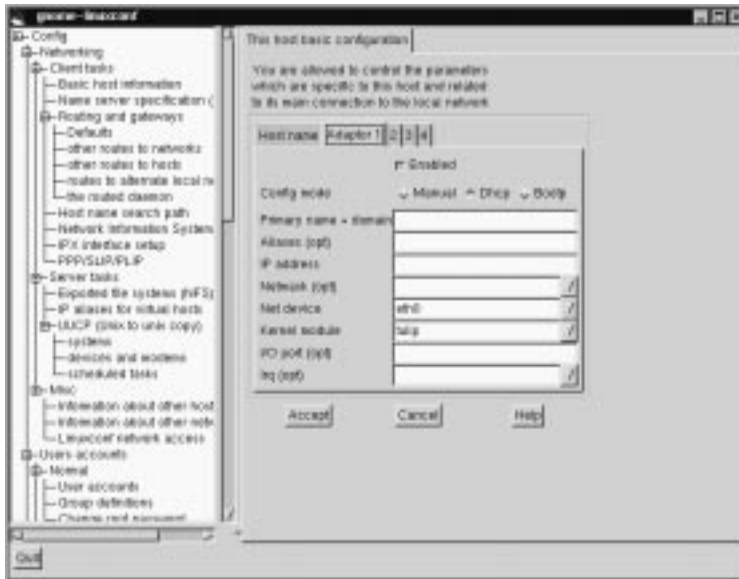 gnome-linuxconf
Config
Networking
Client tasks
Basic host information
Name server specification (
Routing and gateways
Defaults
other routes to networks
other routes to hosts
routes to alternate local ne
the routed daemon
Host name search path
Network Information System
IPX interface setup
PPP/SLIP/PLIP
Server tasks
Exported file systems (NFS)
IP aliases for virtual hosts
UUCP (Unix to unix copy)
systems
devices and modems
scheduled tasks
Misc
Information about other host
Information about other netw
Linuxconf network access
Users accounts
Normal
User accounts
Group definitions
Change root password
Quit
This host basic configuration
You are allowed to control the parameters
which are specific to this host and related
to its main connection to the local network
Host name Adaptor 1 2 3 4
Enabled
Config mode Manual Dhcp Bootp
Primary name + domain
Aliases (opt)
IP address
Netmask (opt)
Net device eth0
Kernel module tulip
I/O port (opt)
Irq (opt)
Accept Cancel Help